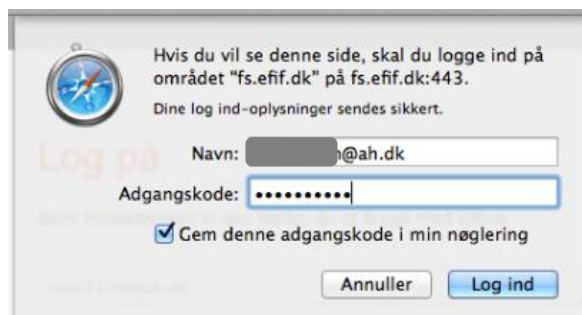 Hvis du vil se denne side, skal du logge ind på
området "fs.efif.dk" på fs.efif.dk:443.
Dine log ind-oplysninger sendes sikkert.
Log på
Navn: @ah.dk
Adgangskode: ••••••••••
Gem denne adgangskode i min nøglering
Annuller Log ind